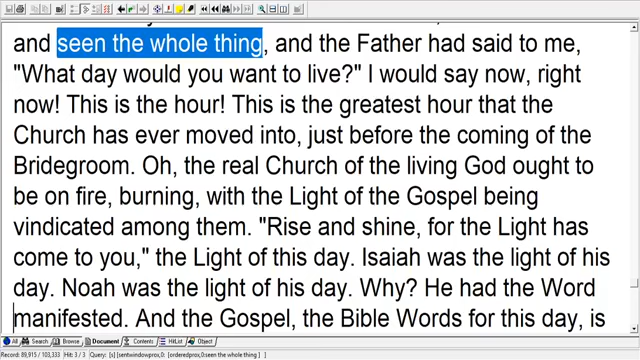 and seen the whole thing, and the Father had said to me,
"What day would you want to live?" I would say now, right
now! This is the hour! This is the greatest hour that the
Church has ever moved into, just before the coming of the
Bridegroom. Oh, the real Church of the living God ought to
be on fire, burning, with the Light of the Gospel being
vindicated among them. "Rise and shine, for the Light has
come to you," the Light of this day. Isaiah was the light of his
day. Noah was the light of his day. Why? He had the Word
manifested. And the Gospel, the Bible Words for this day, is
All Browse Document Contents HitList Object
Record: 89,915 / 103,333 Hit: 3 / 3 Query: [s] [sentwindowprox,0: [orderedprox,0:seen the whole thing ] ]